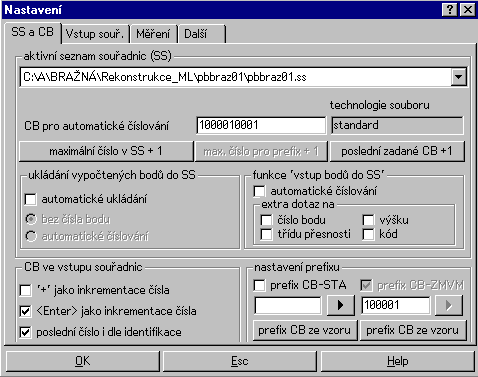 Nastavení
SS a CB
Vstup souř.
Měření
Další
aktivní seznam souřadnic (SS)
C:\A\BRAŽNÁ\Rekonstrukce_ML\pbbraz01\pbbraz01.ss
technologie souboru
CB pro automatické číslování
1000010001
standard
maximální číslo v SS + 1
max. číslo pro prefix + 1
poslední zadané CB +1
ukládání vypočtených bodů do SS
automatické ukládání
bez čísla bodu
automatické číslování
funkce 'vstup bodů do SS'
automatické číslování
extra dotaz na
číslo bodu
výšku
třídu přesnosti
kód
CB ve vstupu souřadnic
'+' jako inkrementace čísla
<Enter> jako inkrementace čísla
poslední číslo i dle identifikace
nastavení prefixu
prefix CB-STA
prefix CB-ZMVM
100001
prefix CB ze vzoru
prefix CB ze vzoru
OK
Esc
Help